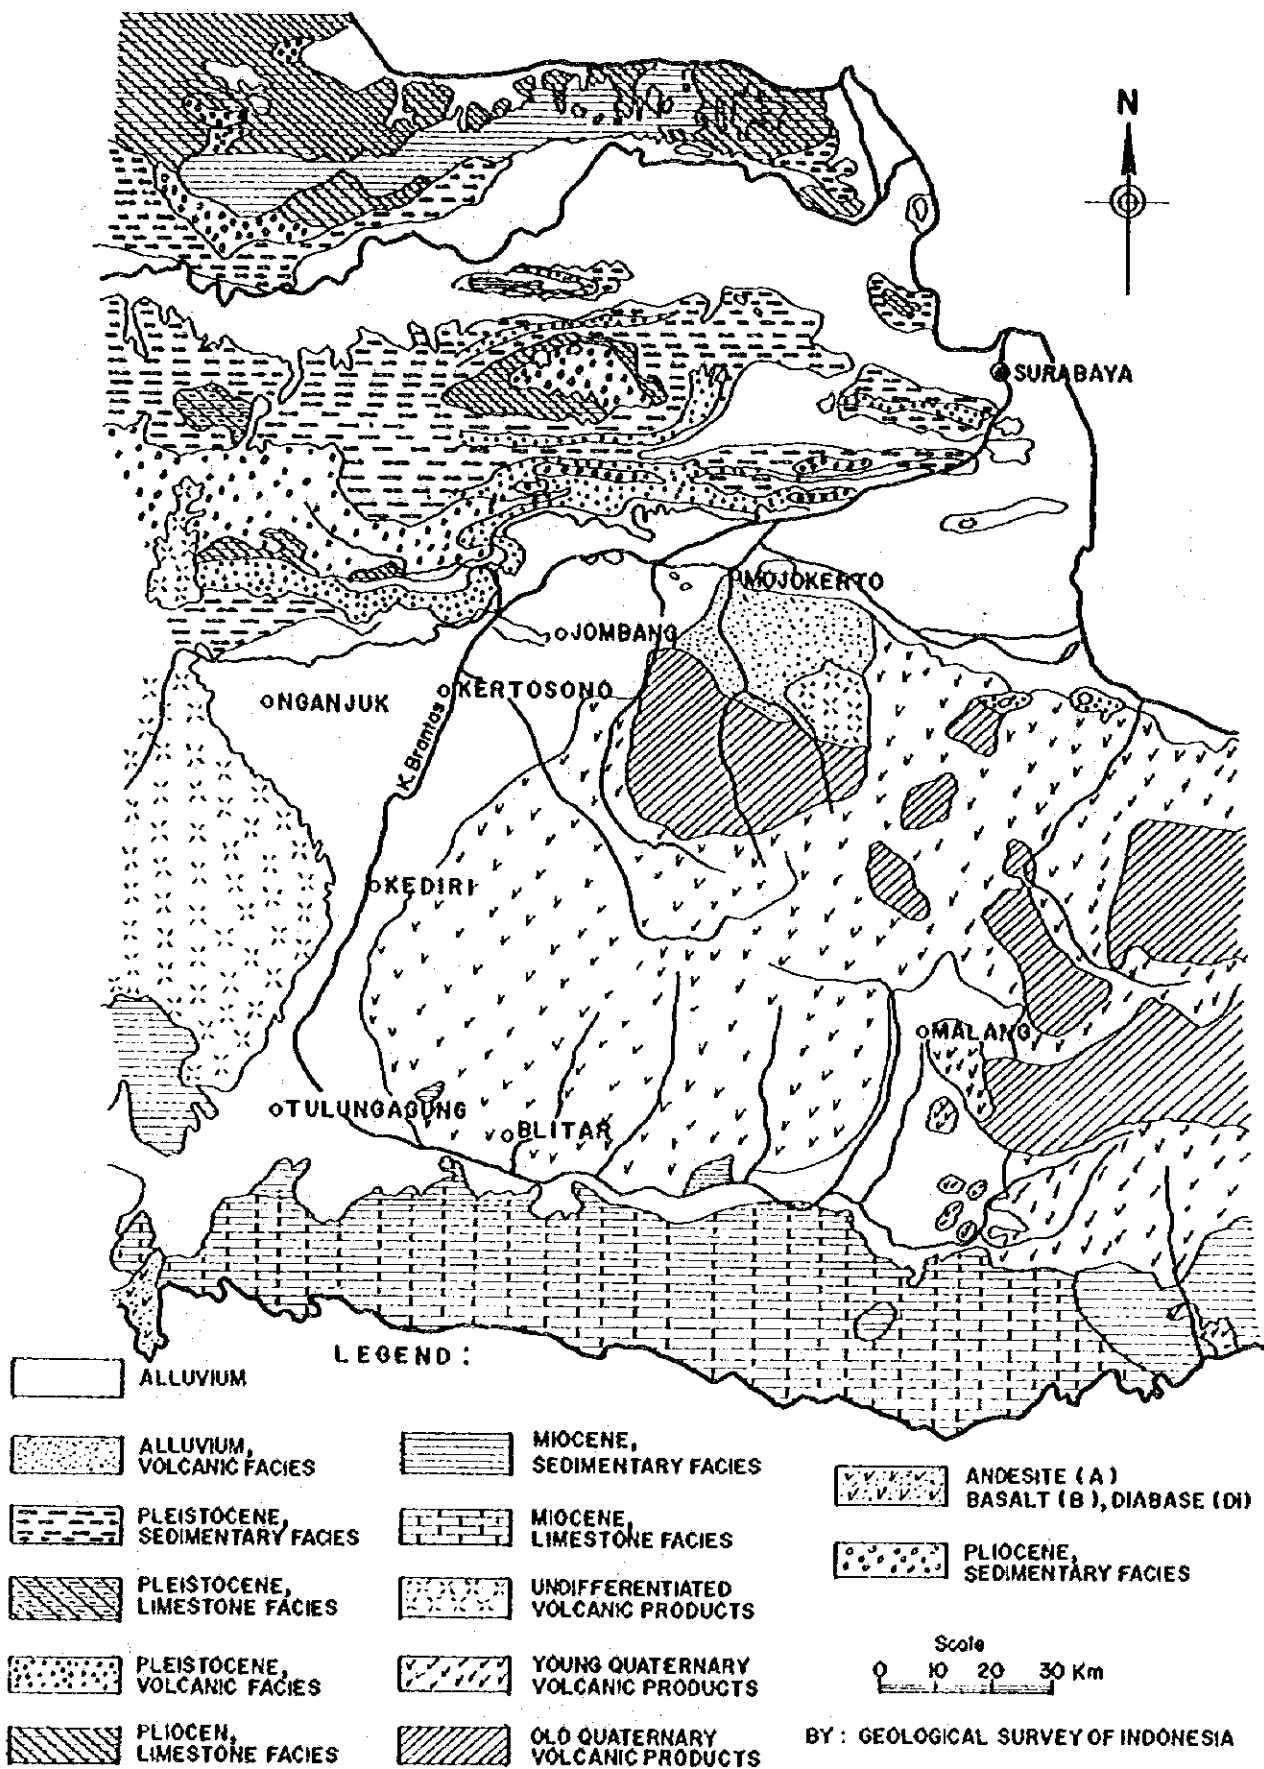 N
SURABAYA
MOJOKERTO
JOMBANG
NGANJUK
KERTOSONO
K. Brantas
KEDIRI
MALANG
TULUNGAGUNG
BLITAR
LEGEND :
ALLUVIUM
ALLUVIUM,
VOLCANIC FACIES
PLEISTOCENE,
SEDIMENTARY FACIES
PLEISTOCENE,
LIMESTONE FACIES
PLEISTOCENE,
VOLCANIC FACIES
PLIOCEN,
LIMESTONE FACIES
MIOCENE,
SEDIMENTARY FACIES
MIOCENE,
LIMESTONE FACIES
UNDIFFERENTIATED
VOLCANIC PRODUCTS
YOUNG QUATERNARY
VOLCANIC PRODUCTS
OLD QUATERNARY
VOLCANIC PRODUCTS
ANDESITE (A)
BASALT (B), DIABASE (DI)
PLIOCENE,
SEDIMENTARY FACIES
Scale
0 10 20 30 Km
BY : GEOLOGICAL SURVEY OF INDONESIA